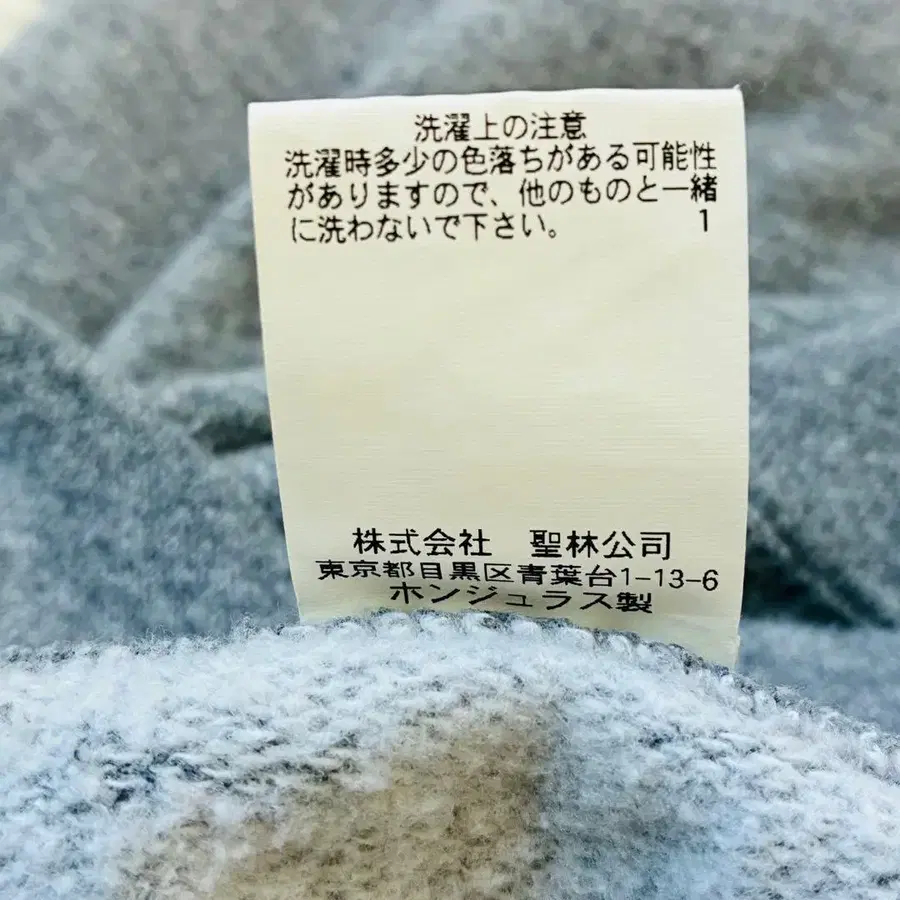 洗濯上の注意
洗濯時多少の色落ちがある可能性
がありますので、他のものと一緒
に洗わないで下さい。 1
株式会社 聖林公司
東京都目黒区青葉台1-13-6
ホンジュラス製